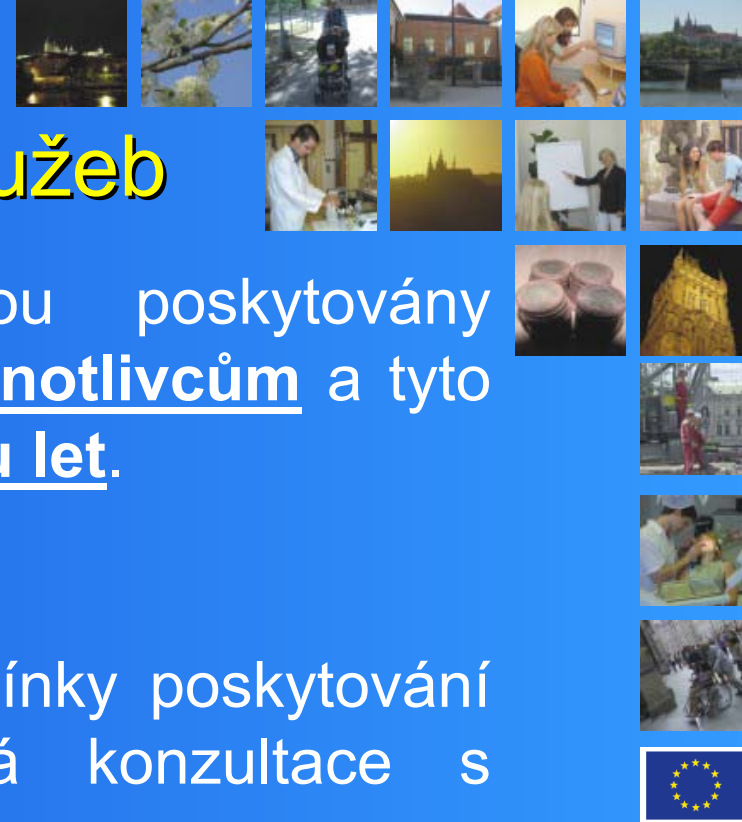 užeb
ou poskytovány
notlivcům a tyto
u let.
ínky poskytování
á konzultace s